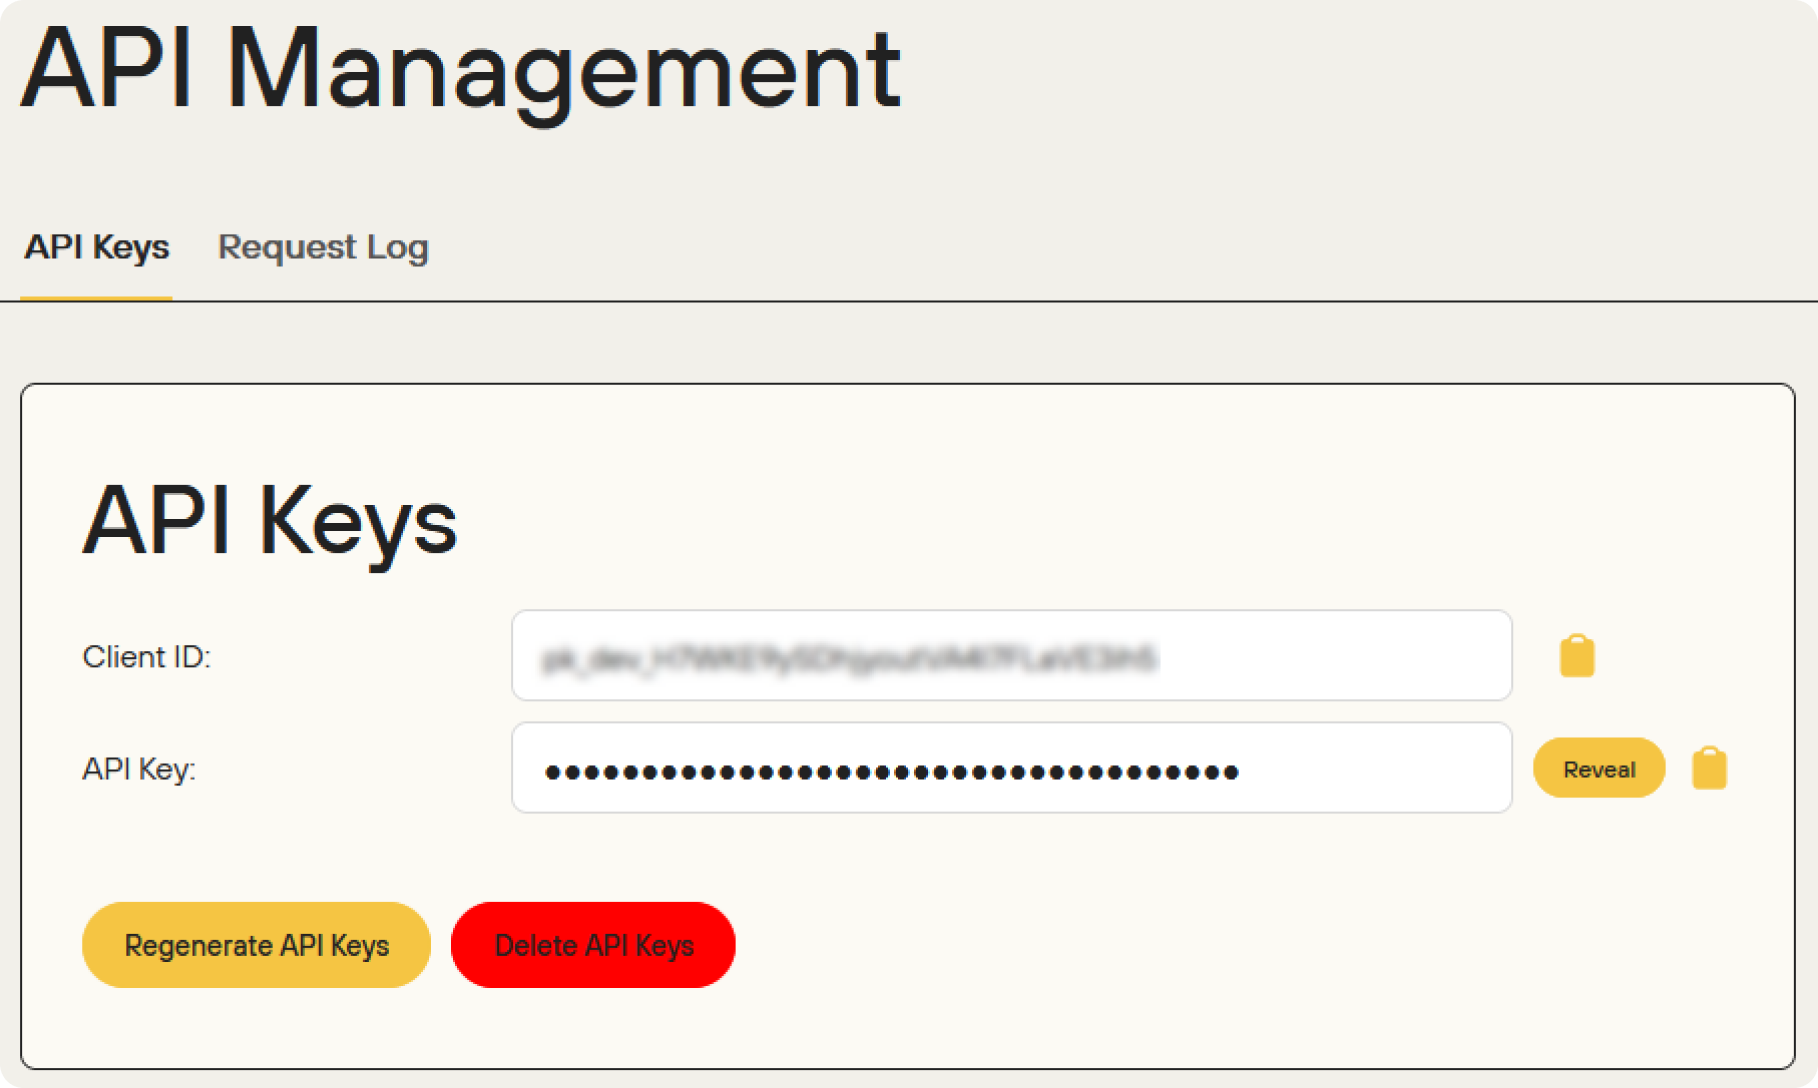 API Management
API Keys Request Log
API Keys
Client ID:
API Key: •••••••••••••••••••••••••••••••••••• Reveal
Regenerate API Keys Delete API Keys